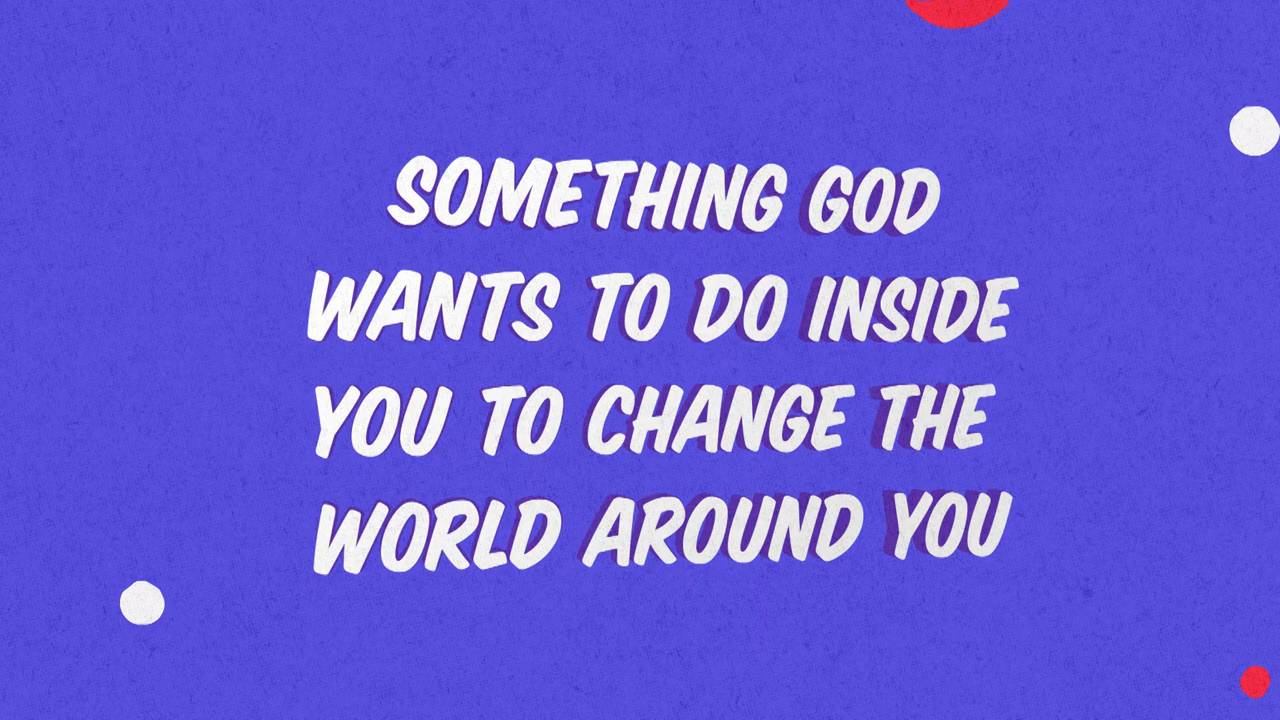 SOMETHING GOD
WANTS TO DO INSIDE
YOU TO CHANGE THE
WORLD AROUND YOU